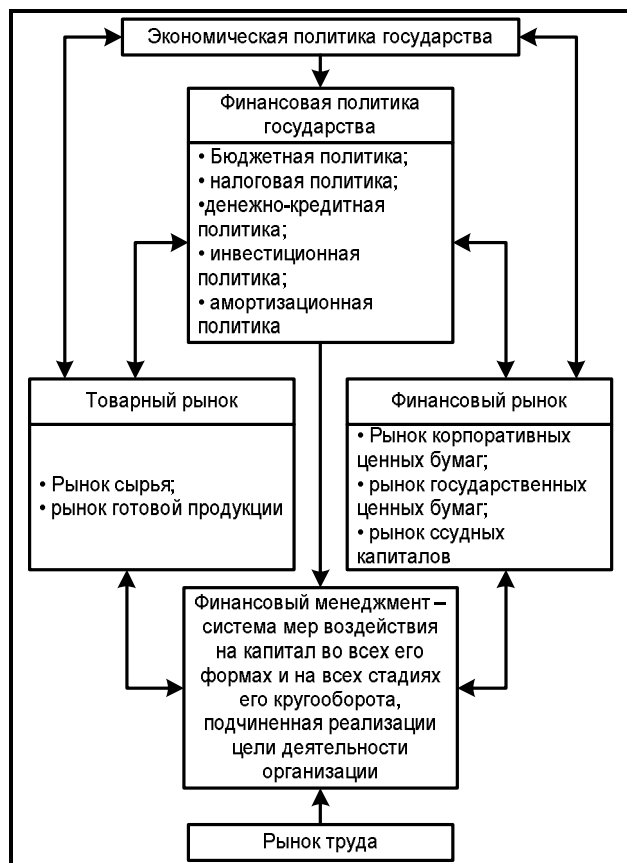 Экономическая политика государства
Финансовая политика
государства
• Бюджетная политика;
• налоговая политика;
•денежно-кредитная
политика;
• инвестиционная
политика;
• амортизационная
политика
Товарный рынок
• Рынок сырья;
• рынок готовой продукции
Финансовый рынок
• Рынок корпоративных
ценных бумаг;
• рынок государственных
ценных бумаг;
• рынок ссудных
капиталов
Финансовый менеджмент –
система мер воздействия
на капитал во всех его
формах и на всех стадиях
его кругооборота,
подчиненная реализации
цели деятельности
организации
Рынок труда